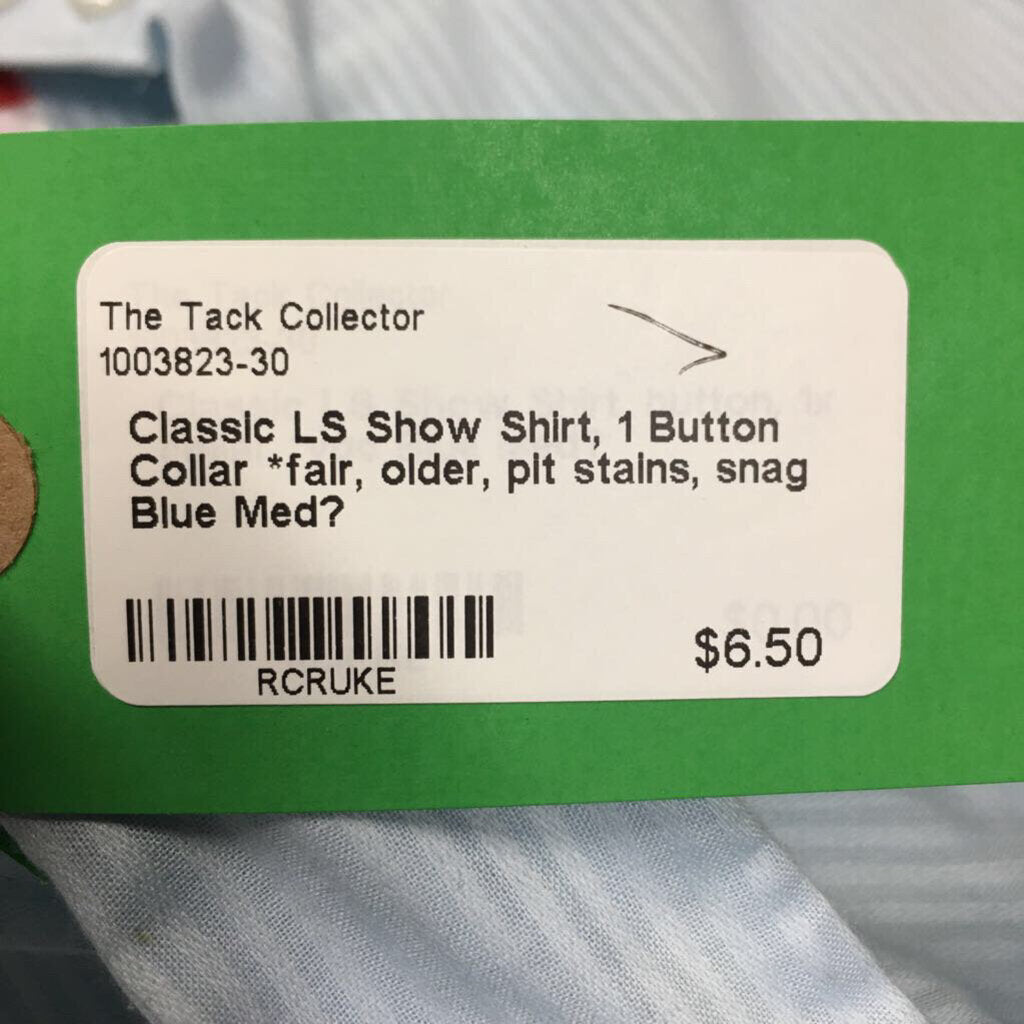 The Tack Collector
1003823-30
Classic LS Show Shirt, 1 Button
Collar *fair, older, pit stains, snag
Blue Med?
RCRUKE
$6.50